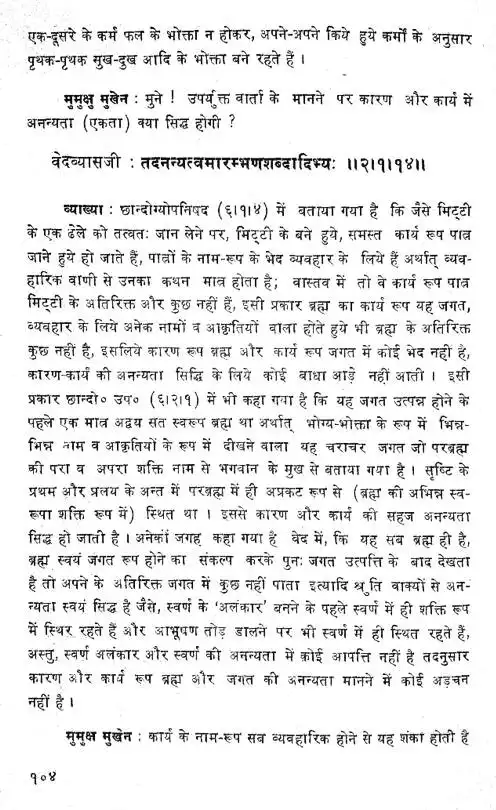 एक-दूसरे के कर्म फल के भोक्ता न होकर, अपने-अपने किये हुये कर्मों के अनुसार
पृथक-पृथक सुख-दुख आदि के भोक्ता बने रहते हैं ।
मुमुक्षु मुखेन : मुने ! उपर्युक्त वार्ता के मानने पर कारण और कार्य में
अनन्यता (एकता) क्या सिद्ध होगी ?
वेदव्यासजी : तदनन्यत्वमारम्भणशब्दादिभ्यः ॥२।१।१४॥
व्याख्या : छान्दोग्योपनिषद (६।१।४) में बताया गया है कि जैसे मिट्टी
के एक ढेले को तत्वतः जान लेने पर, मिट्टी के बने हुये, समस्त कार्य रूप पात्र
जाने हुये हो जाते हैं, पात्रों के नाम-रूप के भेद व्यवहार के लिये हैं अर्थात् व्यव-
हारिक वाणी से उनका कथन मात्र होता है; वास्तव में तो वे कार्य रूप पात्र
मिट्टी के अतिरिक्त और कुछ नहीं हैं, इसी प्रकार ब्रह्म का कार्य रूप यह जगत,
व्यवहार के लिये अनेक नामों व आकृतियों वाला होते हुये भी ब्रह्म के अतिरिक्त
कुछ नहीं है, इसलिये कारण रूप ब्रह्म और कार्य रूप जगत में कोई भेद नहीं है,
कारण-कार्य की अनन्यता सिद्धि के लिये कोई बाधा आड़े नहीं आती । इसी
प्रकार छान्दो० उप० (६।२।१) में भी कहा गया है कि यह जगत उत्पन्न होने के
पहले एक मात्र अद्वय सत स्वरूप ब्रह्म था अर्थात् भोग्य-भोक्ता के रूप में भिन्न-
भिन्न नाम व आकृतियों के रूप में दीखने वाला यह चराचर जगत जो परब्रह्म
की परा व अपरा शक्ति नाम से भगवान के मुख से बताया गया है । सृष्टि के
प्रथम और प्रलय के अन्त में परब्रह्म में ही अप्रकट रूप से (ब्रह्म की अभिन्न स्व-
रूपा शक्ति रूप में) स्थित था । इससे कारण और कार्य की सहज अनन्यता
सिद्ध हो जाती है । अनेकों जगह कहा गया है वेद में, कि यह सब ब्रह्म ही है,
ब्रह्म स्वयं जगत रूप होने का संकल्प करके पुनः जगत उत्पत्ति के बाद देखता
है तो अपने के अतिरिक्त जगत में कुछ नहीं पाता इत्यादि श्रुति वाक्यों से अन-
न्यता स्वयं सिद्ध है जैसे, स्वर्ण के 'अलंकार' बनने के पहले स्वर्ण में ही शक्ति रूप
में स्थिर रहते हैं और आभूषण तोड़ डालने पर भी स्वर्ण में ही स्थित रहते हैं,
अस्तु, स्वर्ण अलंकार और स्वर्ण की अनन्यता में कोई आपत्ति नहीं है तदनुसार
कारण और कार्य रूप ब्रह्म और जगत की अनन्यता मानने में कोई अड़चन
नहीं है ।
मुमुक्ष मुखेन : कार्य के नाम-रूप सब व्यवहारिक होने से यह शंका होती है
१०४